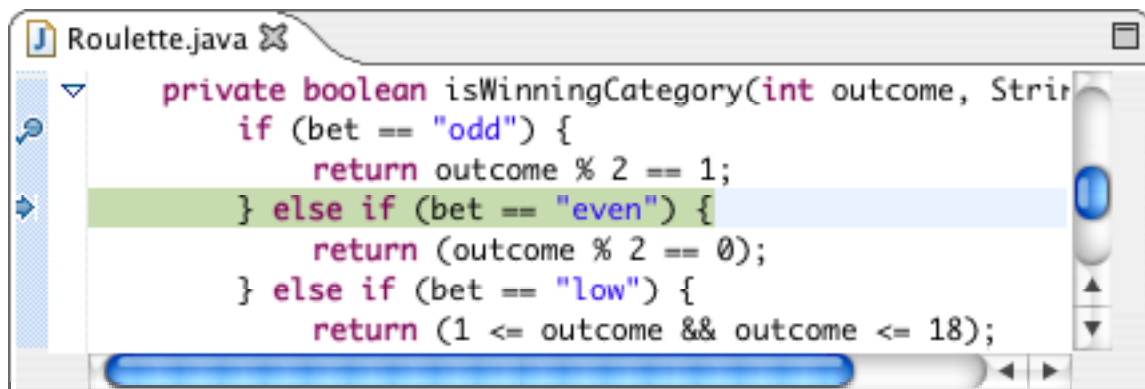 Roulette.java
private boolean isWinningCategory(int outcome, Strin
if (bet == "odd") {
return outcome % 2 == 1;
} else if (bet == "even") {
return (outcome % 2 == 0);
} else if (bet == "low") {
return (1 <= outcome && outcome <= 18);